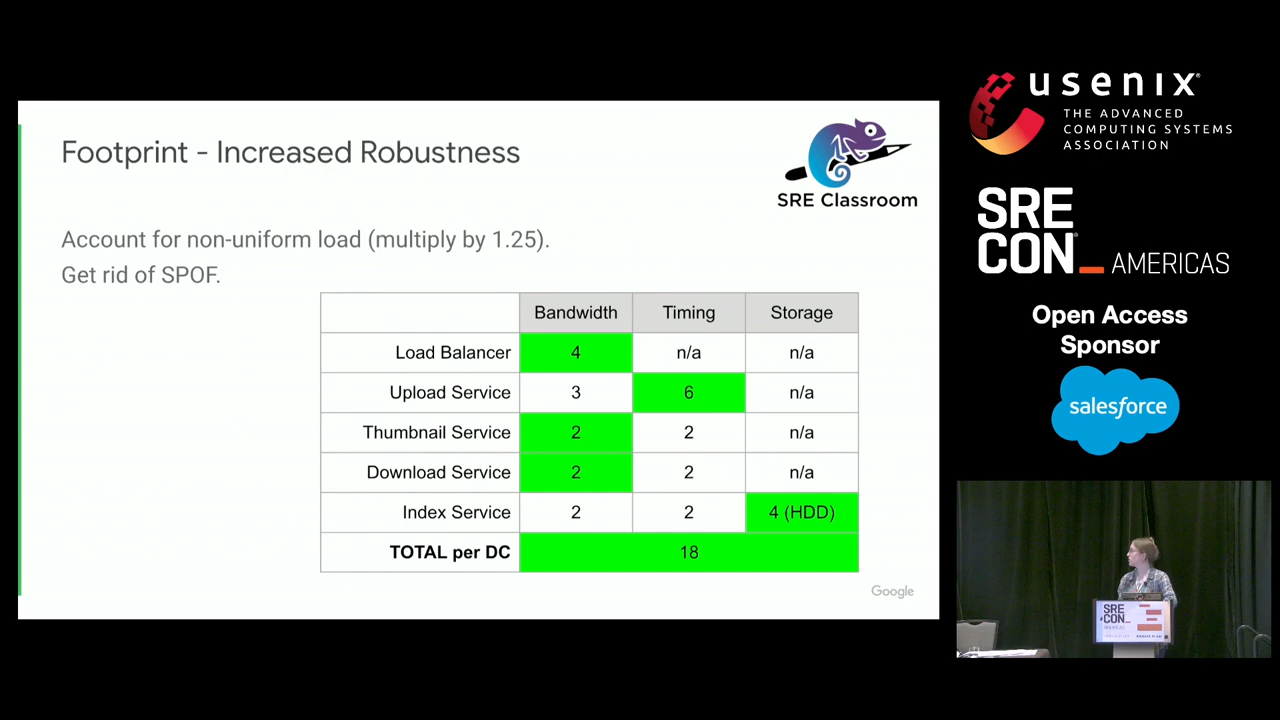 Footprint - Increased Robustness
SRE Classroom
Account for non-uniform load (multiply by 1.25).
Get rid of SPOF.
Bandwidth Timing Storage
Load Balancer 4 n/a n/a
Upload Service 3 6 n/a
Thumbnail Service 2 2 n/a
Download Service 2 2 n/a
Index Service 2 2 4 (HDD)
TOTAL per DC 18
Google
usenix
THE ADVANCED
COMPUTING SYSTEMS
ASSOCIATION
SRE
CON_ AMERICAS
Open Access
Sponsor
salesforce
SRE
CON_